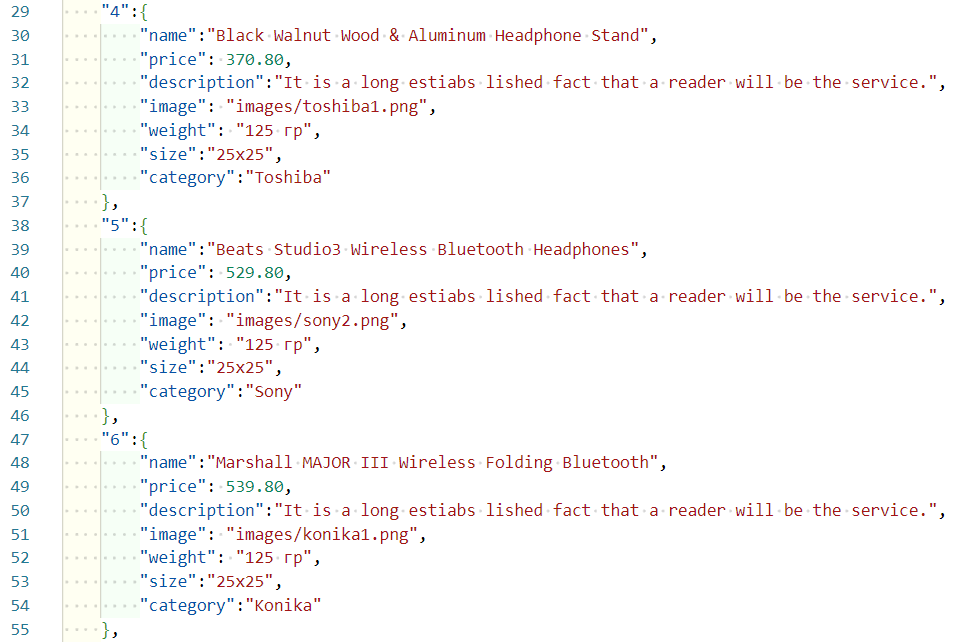 29 "4":{
30 "name":"Black Walnut Wood & Aluminum Headphone Stand",
31 "price": 370.80,
32 "description":"It is a long estiabs lished fact that a reader will be the service.",
33 "image": "images/toshiba1.png",
34 "weight": "125 гр",
35 "size":"25x25",
36 "category":"Toshiba"
37 },
38 "5":{
39 "name":"Beats Studio3 Wireless Bluetooth Headphones",
40 "price": 529.80,
41 "description":"It is a long estiabs lished fact that a reader will be the service.",
42 "image": "images/sony2.png",
43 "weight": "125 гр",
44 "size":"25x25",
45 "category":"Sony"
46 },
47 "6":{
48 "name":"Marshall MAJOR III Wireless Folding Bluetooth",
49 "price": 539.80,
50 "description":"It is a long estiabs lished fact that a reader will be the service.",
51 "image": "images/konika1.png",
52 "weight": "125 гр",
53 "size":"25x25",
54 "category":"Konika"
55 },